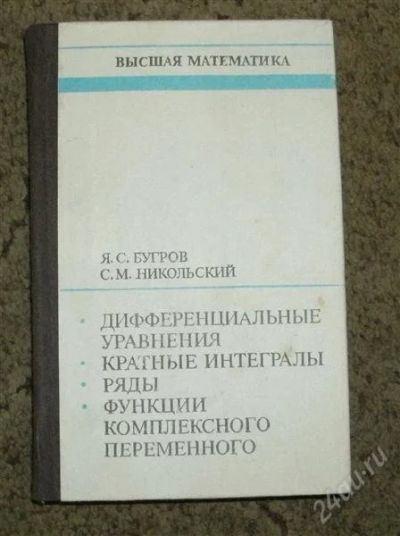 ВЫСШАЯ МАТЕМАТИКА
Я. С. БУГРОВ
С. М. НИКОЛЬСКИЙ
• ДИФФЕРЕНЦИАЛЬНЫЕ
УРАВНЕНИЯ
• КРАТНЫЕ ИНТЕГРАЛЫ
• РЯДЫ
• ФУНКЦИИ
КОМПЛЕКСНОГО
ПЕРЕМЕННОГО
24au.ru